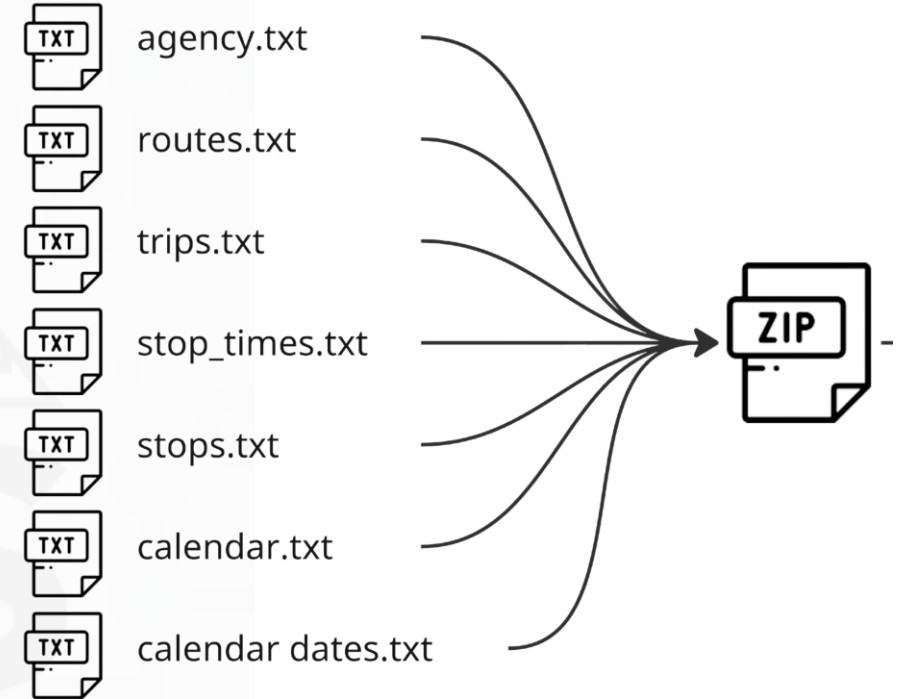 TXT agency.txt
TXT routes.txt
TXT trips.txt
TXT stop_times.txt
ZIP
TXT stops.txt
TXT calendar.txt
TXT calendar dates.txt